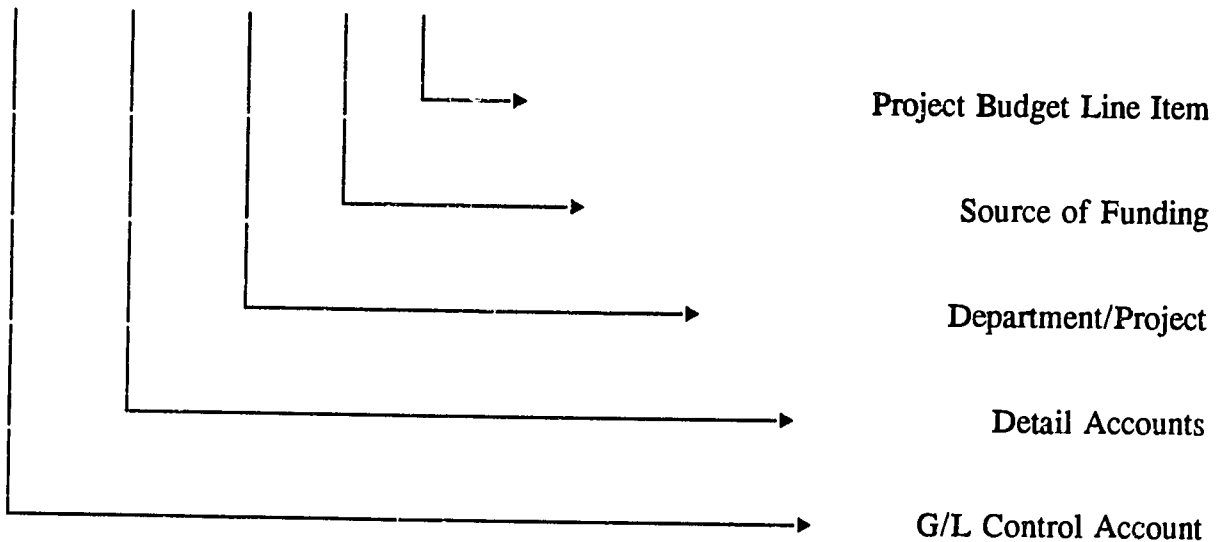 Project Budget Line Item
Source of Funding
Department/Project
Detail Accounts
G/L Control Account